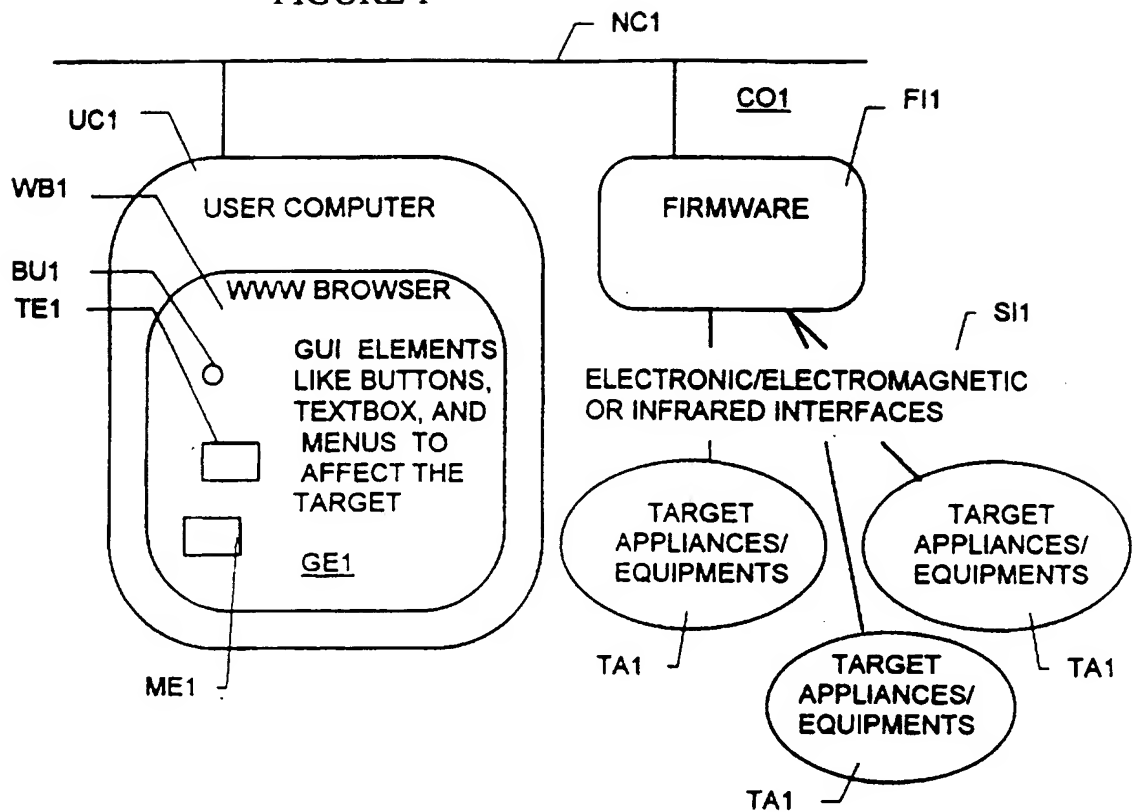 NC1
CO1
FI1
UC1
WB1
USER COMPUTER
FIRMWARE
BU1
WWW BROWSER
TE1
SI1
GUI ELEMENTS
LIKE BUTTONS,
TEXTBOX, AND
MENUS TO
AFFECT THE
TARGET
ELECTRONIC/ELECTROMAGNETIC
OR INFRARED INTERFACES
GE1
TARGET
APPLIANCES/
EQUIPMENTS
TARGET
APPLIANCES/
EQUIPMENTS
ME1
TA1
TARGET
APPLIANCES/
EQUIPMENTS
TA1
TA1